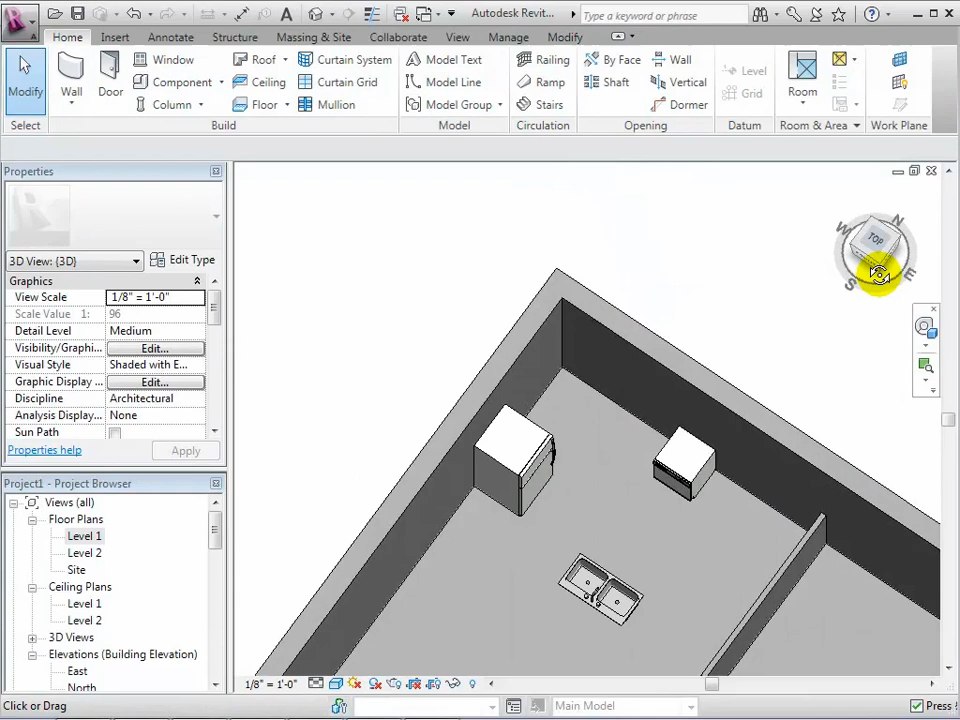 Autodesk Revit...
Type a keyword or phrase
Home Insert Annotate Structure Massing & Site Collaborate View Manage Modify
Modify
Wall
Door
Window
Component
Column
Roof
Ceiling
Floor
Curtain System
Curtain Grid
Mullion
Model Text
Model Line
Model Group
Railing
Ramp
Stairs
By Face
Shaft
Wall
Vertical
Dormer
Level
Grid
Room
Select Build Model Circulation Opening Datum Room & Area Work Plane
Properties
3D View: {3D} Edit Type
Graphics
View Scale 1/8" = 1'-0"
Scale Value 1: 96
Detail Level Medium
Visibility/Graphi... Edit...
Visual Style Shaded with E...
Graphic Display ... Edit...
Discipline Architectural
Analysis Display... None
Sun Path
Properties help Apply
Project1 - Project Browser
Views (all)
Floor Plans
Level 1
Level 2
Site
Ceiling Plans
Level 1
Level 2
3D Views
Elevations (Building Elevation)
East
North
N
W
TOP
E
S
1/8" = 1'-0"
Click or Drag
Main Model
Press